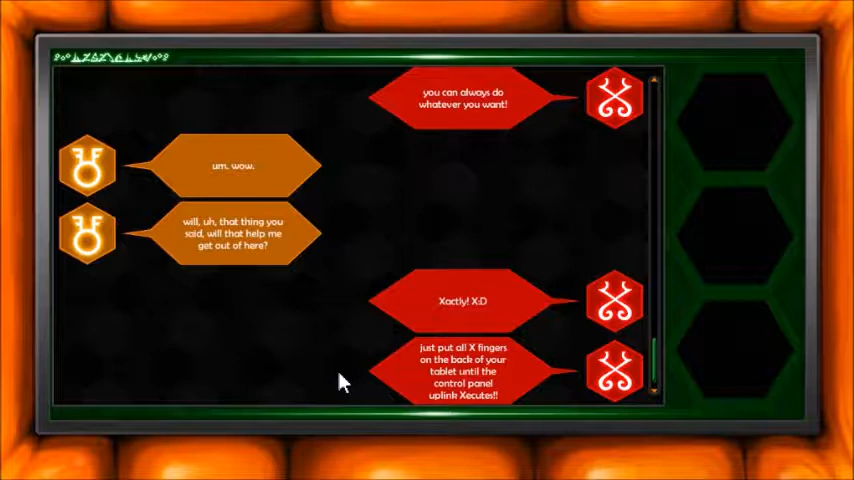 you can always do
whatever you want!
um. wow.
will, uh, that thing you
said, will that help me
get out of here?
Xactly! X:D
just put all X fingers
on the back of your
tablet until the
control panel
uplink Xecutes!!